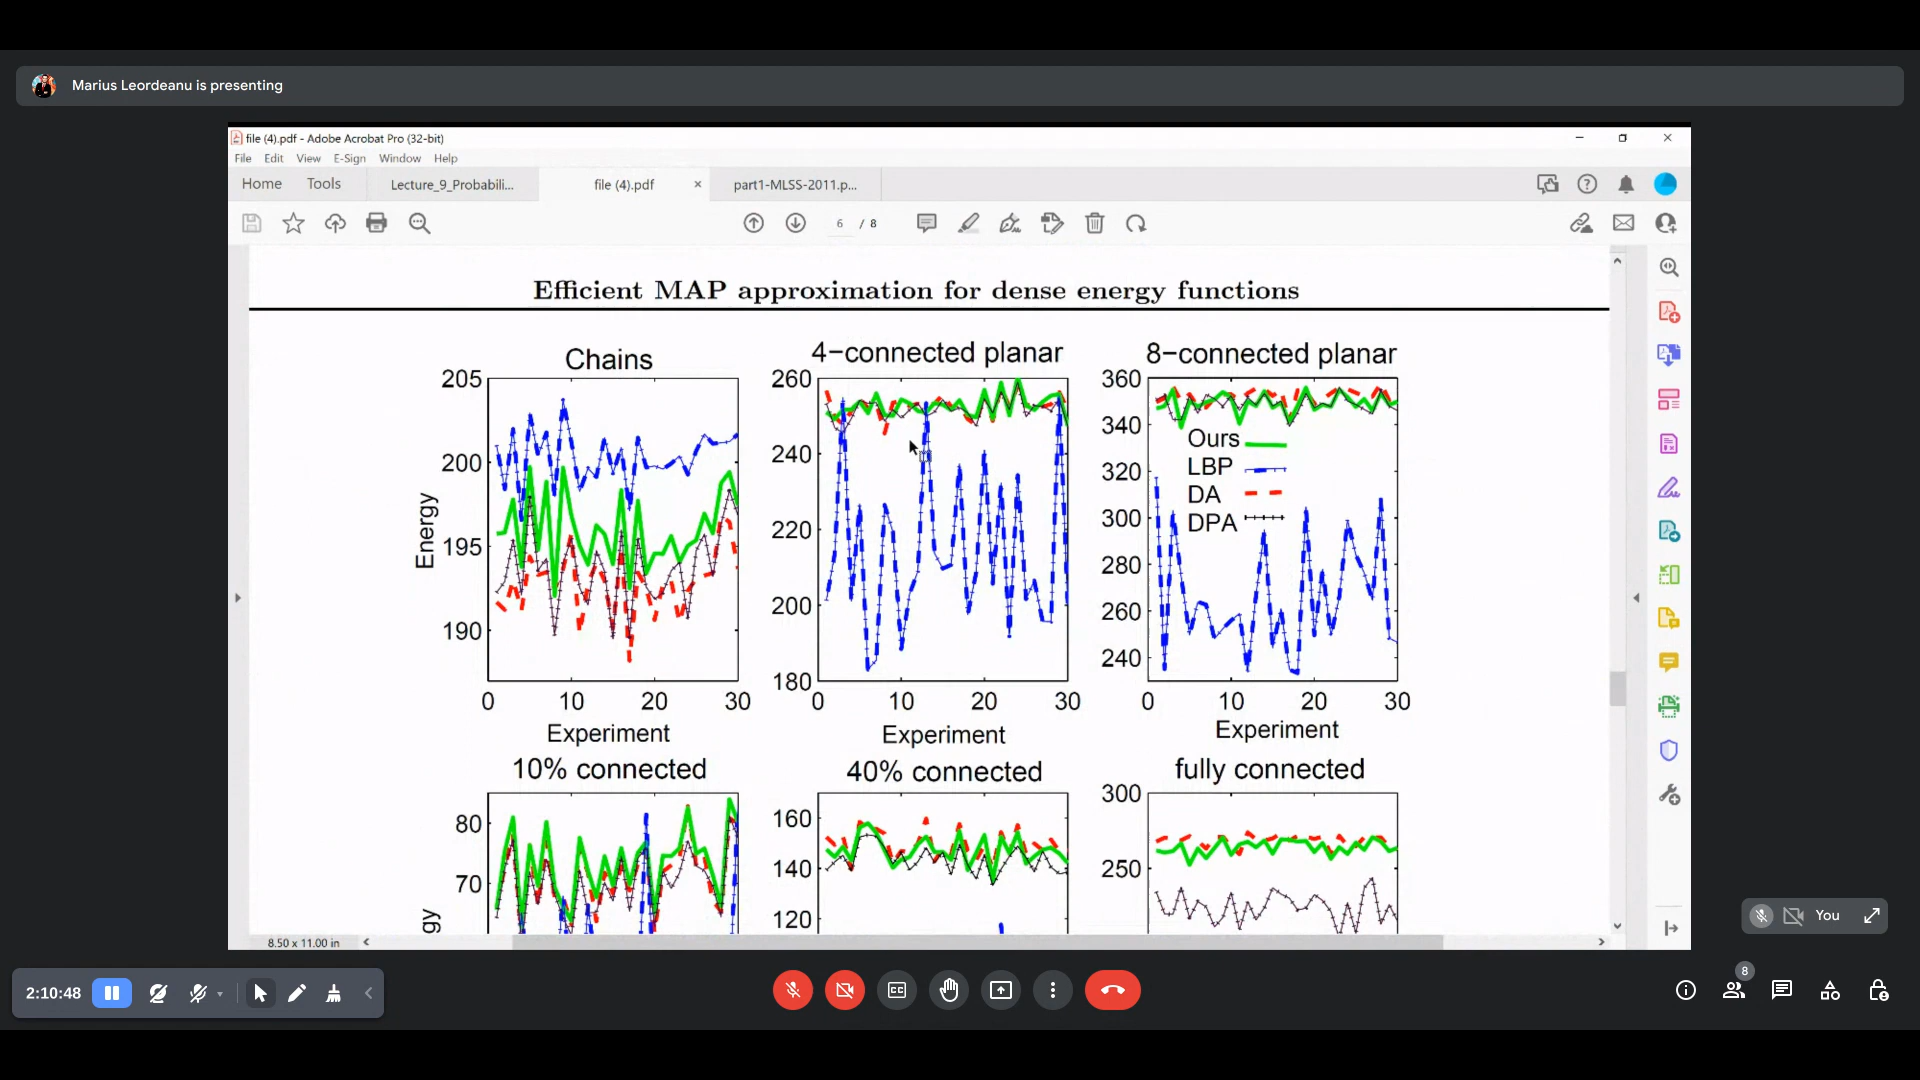 Marius Leordeanu is presenting
file (4).pdf - Adobe Acrobat Pro (32-bit)
File Edit View E-Sign Window Help
Home Tools Lecture_9_Probabili... file (4).pdf × part1-MLSS-2011.p...
6 / 8
Efficient MAP approximation for dense energy functions
Chains
205
200
195
190
Energy
0 10 20 30
Experiment
4−connected planar
260
240
220
200
180
0 10 20 30
Experiment
8−connected planar
360
340
320
300
280
260
240
Ours
LBP
DA
DPA
0 10 20 30
Experiment
10% connected
80
70
gy
40% connected
160
140
120
fully connected
300
250
8.50 x 11.00 in
You
2:10:48
8